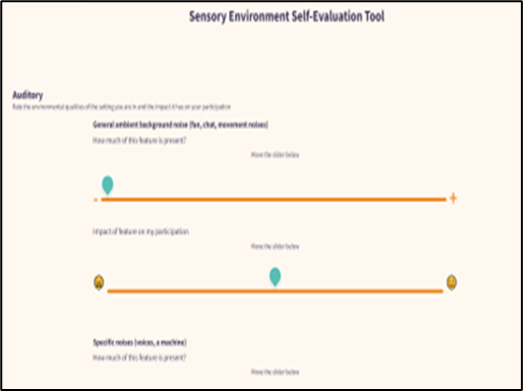 Sensory Environment Self-Evaluation Tool
Auditory
Rate the environmental qualities of the setting you are in and the impact it has on your participation
General ambient background noise (fan, chat, movement noises)
How much of this feature is present?
Move the slider below
- +
Impact of feature on my participation
Move the slider below
Specific noises (voices, a machine)
How much of this feature is present?
Move the slider below